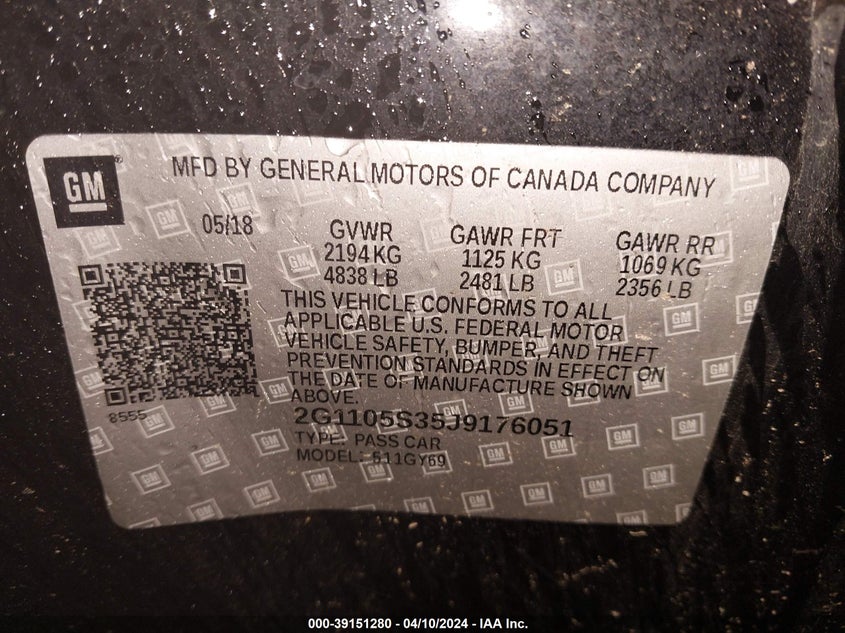 GM
MFD BY GENERAL MOTORS OF CANADA COMPANY
05/18
GVWR
2194 KG
4838 LB
GAWR FRT
1125 KG
2481 LB
GAWR RR
1069 KG
2356 LB
THIS VEHICLE CONFORMS TO ALL
APPLICABLE U.S. FEDERAL MOTOR
VEHICLE SAFETY, BUMPER, AND THEFT
PREVENTION STANDARDS IN EFFECT ON
THE DATE OF MANUFACTURE SHOWN
ABOVE.
8555
2G1105S35J9176051
TYPE: PASS CAR
MODEL: 611GY69
000-39151280 - 04/10/2024 - IAA Inc.